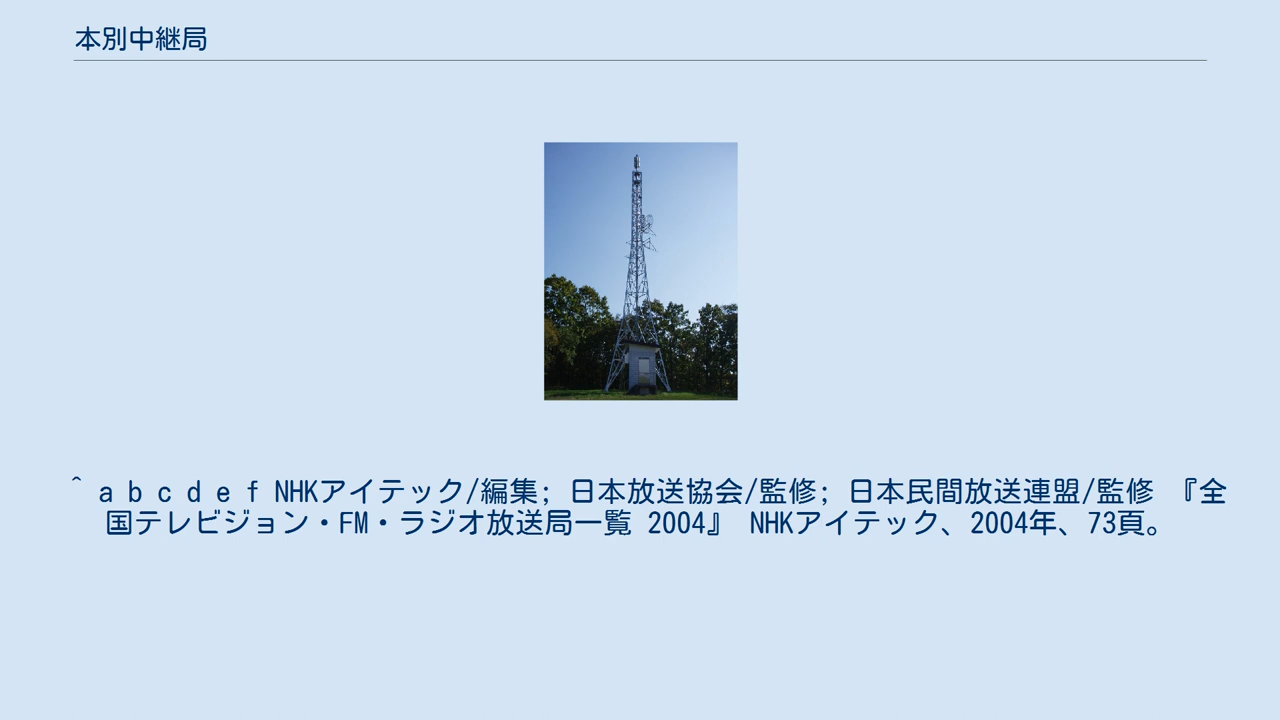 本別中継局
^ a b c d e f NHKアイテック/編集; 日本放送協会/監修; 日本民間放送連盟/監修 『全
国テレビジョン・FM・ラジオ放送局一覧 2004』 NHKアイテック、2004年、73頁。